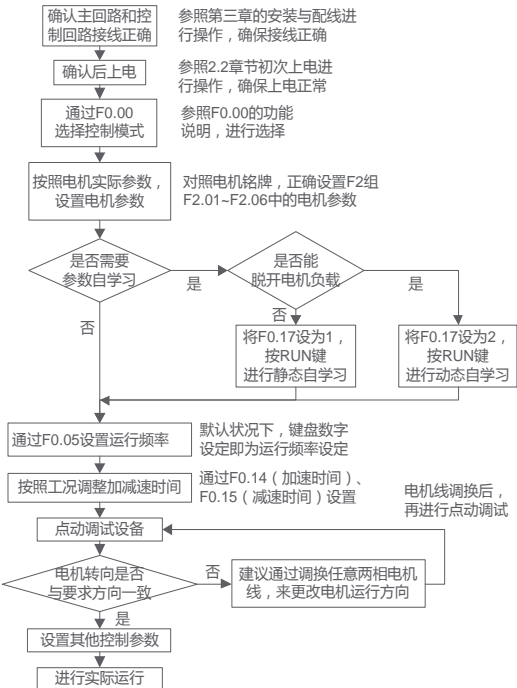 确认主回路和控
制回路接线正确
参照第三章的安装与配线进
行操作，确保接线正确
确认后上电
参照2.2章节初次上电进
行操作，确保上电正常
通过F0.00
选择控制模式
参照F0.00的功能
说明，进行选择
按照电机实际参数，
设置电机参数
对照电机铭牌，正确设置F2组
F2.01~F2.06中的电机参数
是否需要
参数自学习
是
是否能
脱开电机负载
是
否
否
将F0.17设为1，
按RUN键
进行静态自学习
将F0.17设为2，
按RUN键
进行动态自学习
通过F0.05设置运行频率
默认状况下，键盘数字
设定即为运行频率设定
按照工况调整加减速时间
通过F0.14（加速时间）、
F0.15（减速时间）设置
电机线调换后，
再进行点动调试
点动调试设备
电机转向是否
与要求方向一致
否
建议通过调换任意两相电机
线，来更改电机运行方向
是
设置其他控制参数
进行实际运行